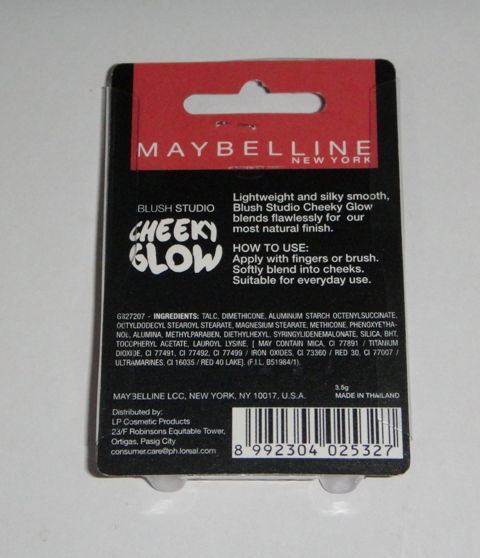 MAYBELLINE
NEW YORK
BLUSH STUDIO
CHEEKY
GLOW
Lightweight and silky smooth,
Blush Studio Cheeky Glow
blends flawlessly for our
most natural finish.
HOW TO USE:
Apply with fingers or brush.
Softly blend into cheeks.
Suitable for everyday use.
G827207 - INGREDIENTS: TALC, DIMETHICONE, ALUMINUM STARCH OCTENYLSUCCINATE,
OCTYLDODECYL STEAROYL STEARATE, MAGNESIUM STEARATE, METHICONE, PHENOXYETHA-
NOL, ALUMINA, METHYLPARABEN, DIETHYLHEXYL, SYRINGYLIDENEMALONATE, SILICA, BHT,
TOCOPHERYL ACETATE, LAUROYL LYSINE, [ MAY CONTAIN MICA, CI 77891 / TITANIUM
DIOXIDE, CI 77491, CI 77492, CI 77499 / IRON OXIDES, CI 73360 / RED 30, CI 77007 /
ULTRAMARINES, CI 16035 / RED 40 LAKE]. (F.I.L. B51984/1)
MAYBELLINE LCC, NEW YORK, NY 10017, U.S.A.
3.5g
MADE IN THAILAND
Distributed by:
LP Cosmetic Products
23/F Robinsons Equitable Tower,
Ortigas, Pasig City
consumer.care@ph.loreal.com
8 992304 025327